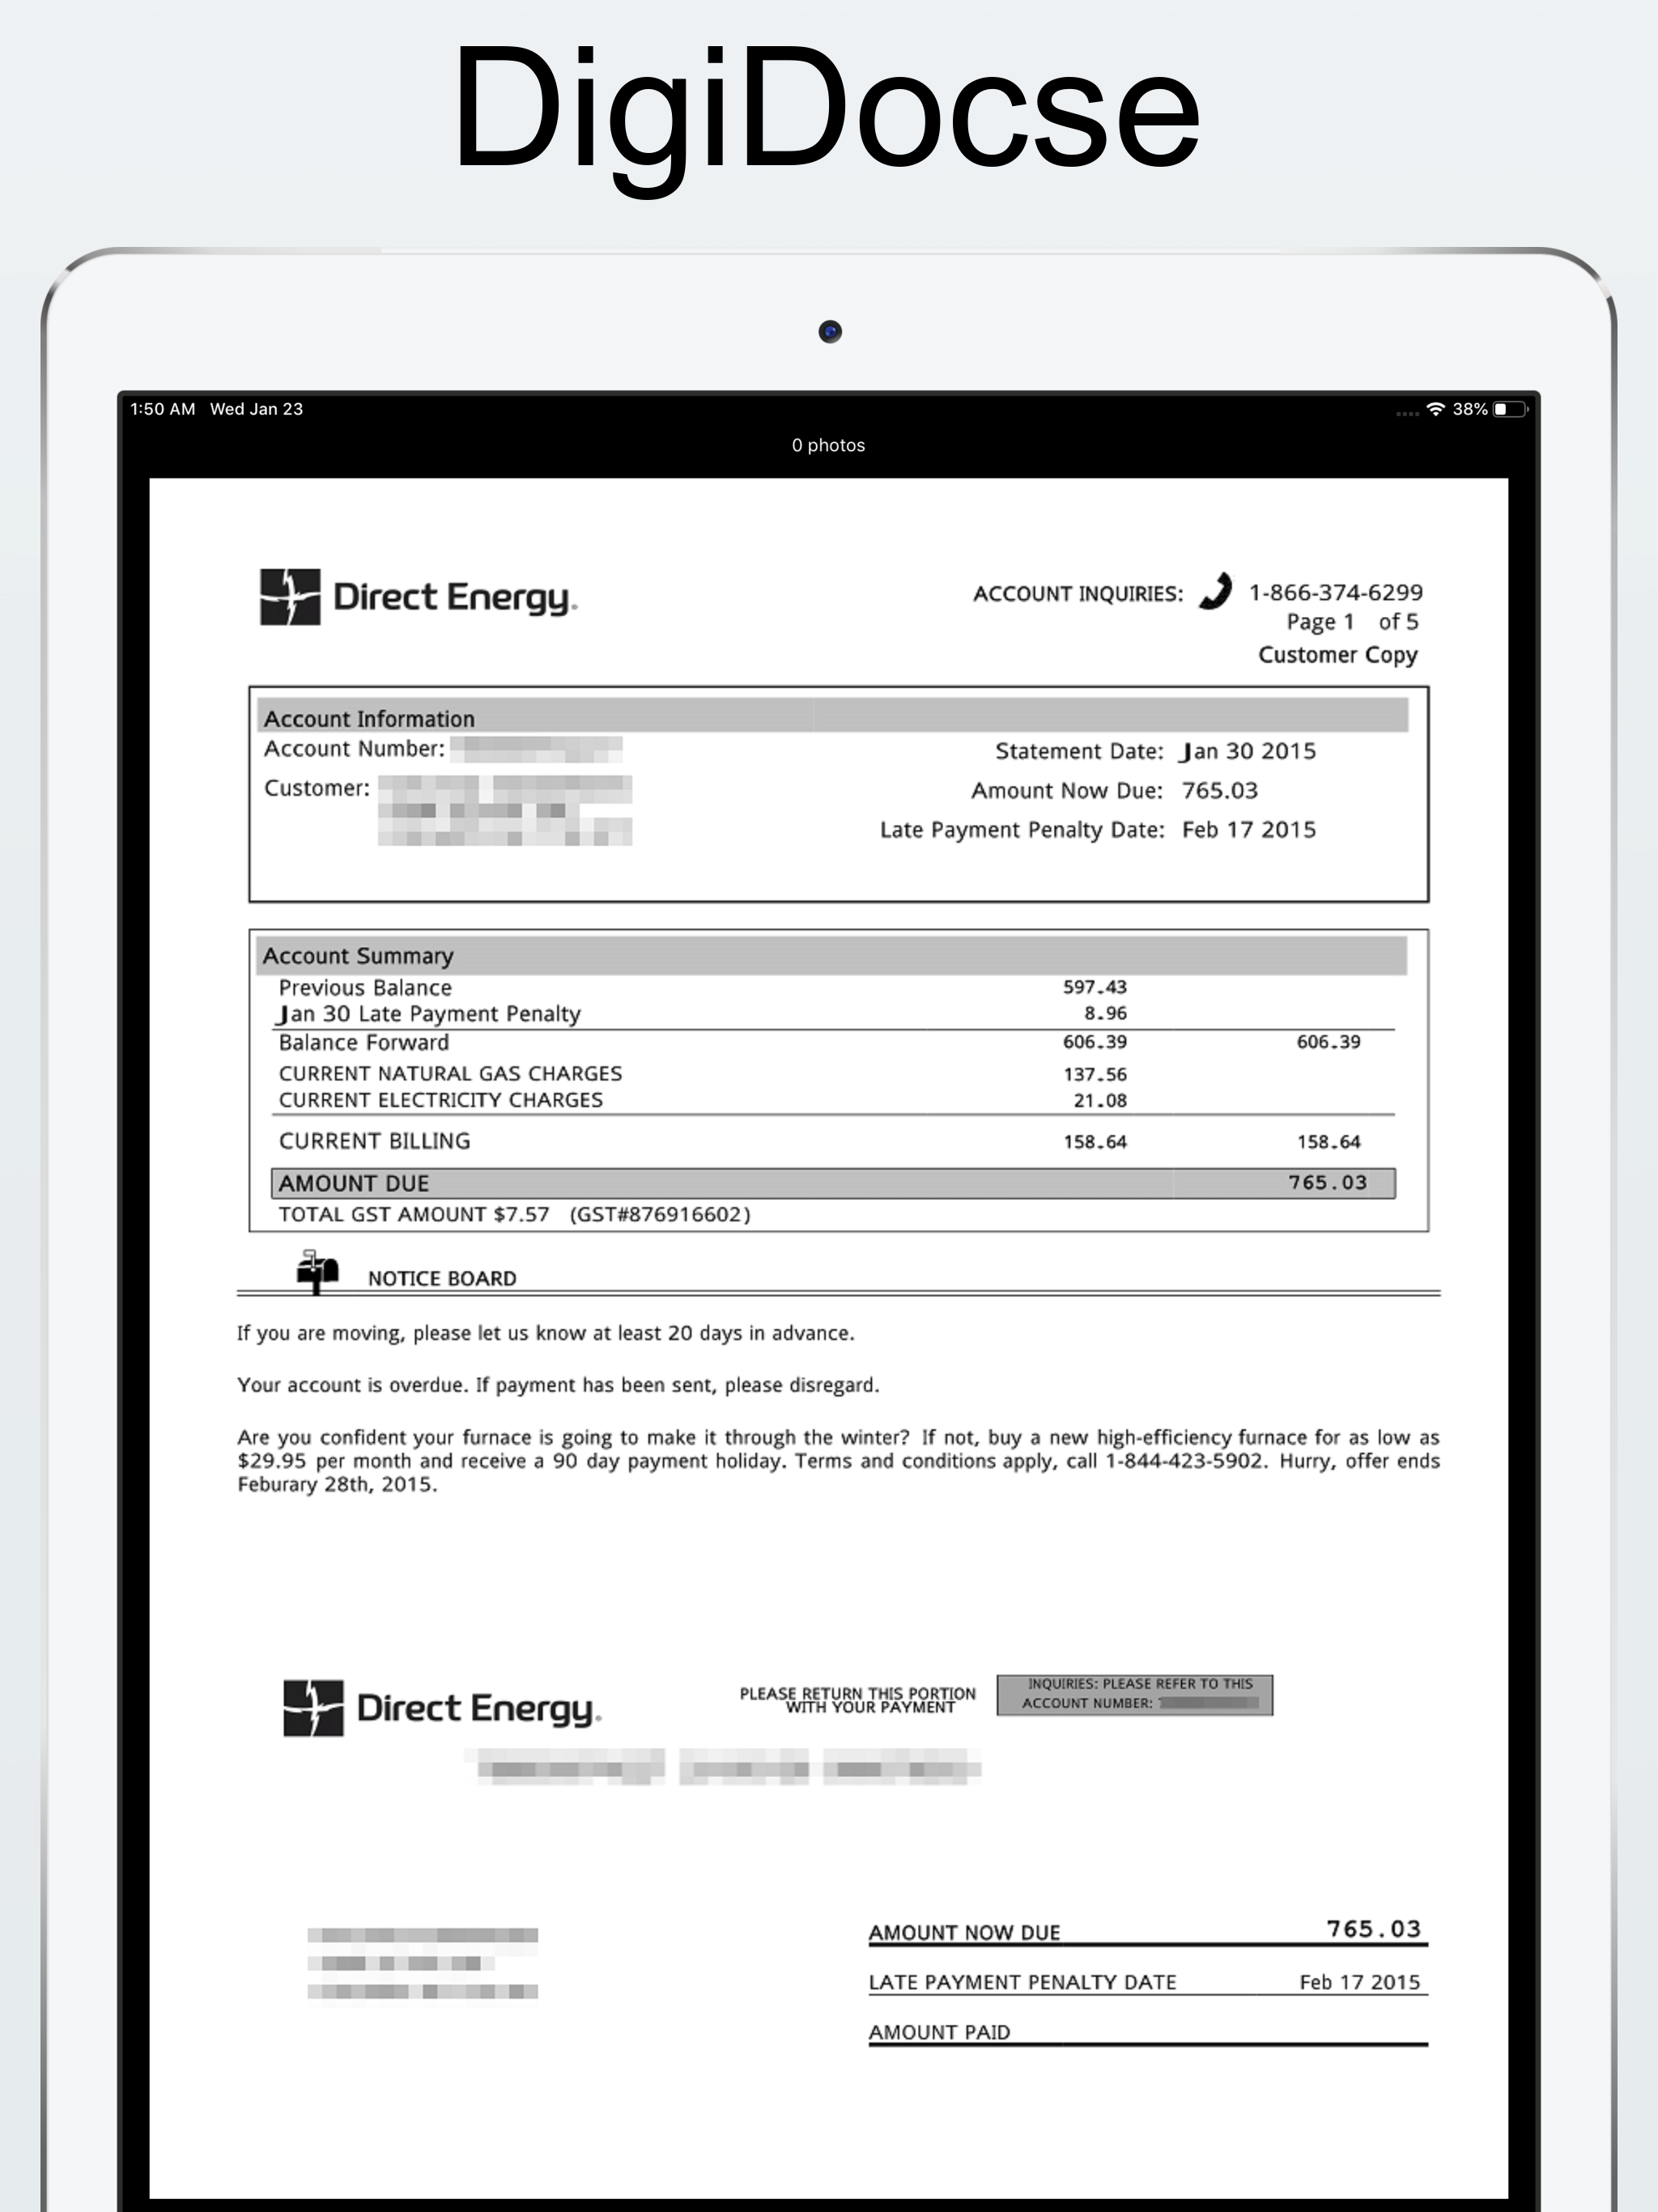 DigiDocse
1:50 AM Wed Jan 23
38%
0 photos
Direct Energy®
ACCOUNT INQUIRIES: 1-866-374-6299
Page 1 of 5
Customer Copy
Account Information
Account Number:
Customer:
Statement Date: Jan 30 2015
Amount Now Due: 765.03
Late Payment Penalty Date: Feb 17 2015
Account Summary
Previous Balance 597.43
Jan 30 Late Payment Penalty 8.96
Balance Forward 606.39 606.39
CURRENT NATURAL GAS CHARGES 137.56
CURRENT ELECTRICITY CHARGES 21.08
CURRENT BILLING 158.64 158.64
AMOUNT DUE 765.03
TOTAL GST AMOUNT $7.57 (GST#876916602)
NOTICE BOARD
If you are moving, please let us know at least 20 days in advance.
Your account is overdue. If payment has been sent, please disregard.
Are you confident your furnace is going to make it through the winter? If not, buy a new high-efficiency furnace for as low as
$29.95 per month and receive a 90 day payment holiday. Terms and conditions apply, call 1-844-423-5902. Hurry, offer ends
Feburary 28th, 2015.
Direct Energy®
PLEASE RETURN THIS PORTION
WITH YOUR PAYMENT
INQUIRIES: PLEASE REFER TO THIS
ACCOUNT NUMBER:
AMOUNT NOW DUE 765.03
LATE PAYMENT PENALTY DATE Feb 17 2015
AMOUNT PAID